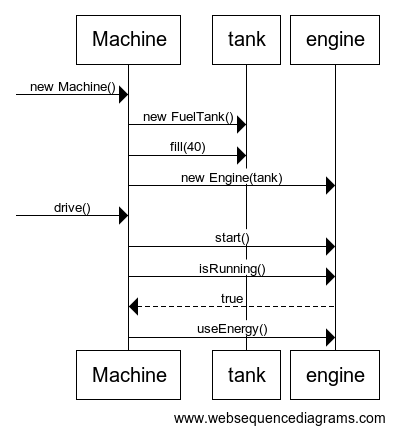 Machine tank engine
new Machine()
new FuelTank()
fill(40)
new Engine(tank)
drive()
start()
isRunning()
true
useEnergy()
Machine tank engine
www.websequencediagrams.com